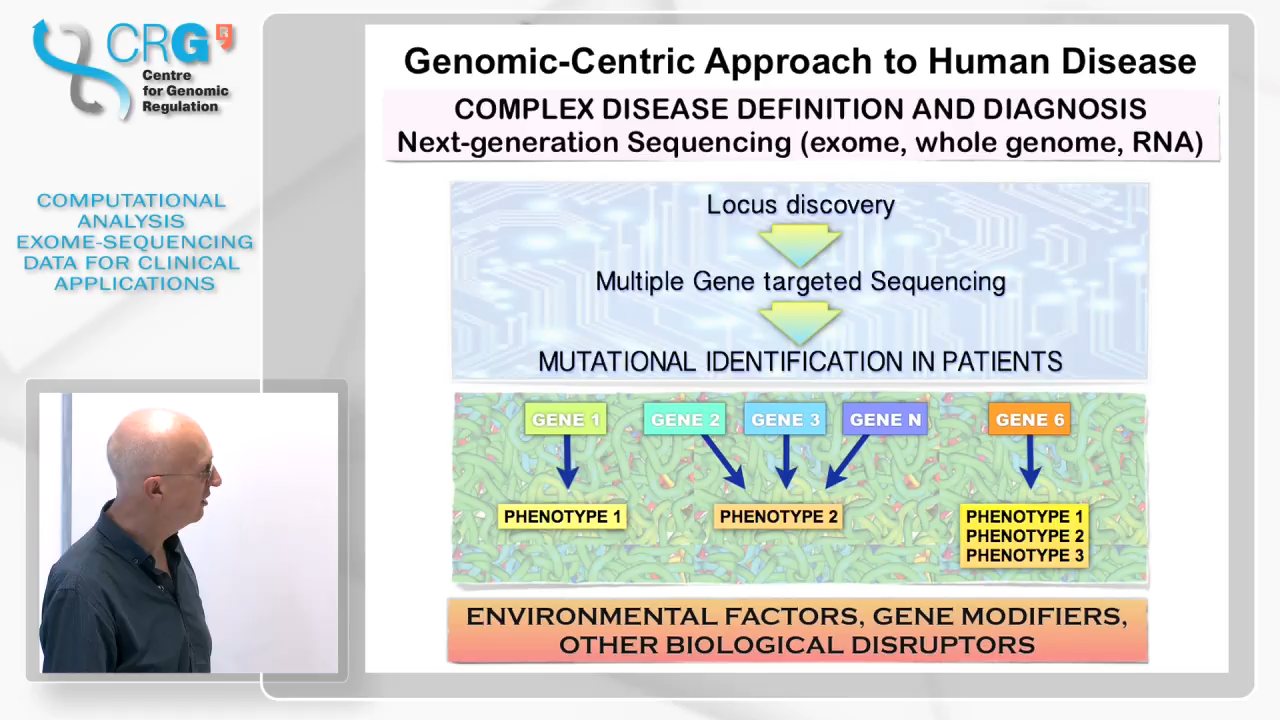 CRG
R
Centre
for Genomic
Regulation
COMPUTATIONAL
ANALYSIS
EXOME-SEQUENCING
DATA FOR CLINICAL
APPLICATIONS
Genomic-Centric Approach to Human Disease
COMPLEX DISEASE DEFINITION AND DIAGNOSIS
Next-generation Sequencing (exome, whole genome, RNA)
Locus discovery
Multiple Gene targeted Sequencing
MUTATIONAL IDENTIFICATION IN PATIENTS
GENE 1 GENE 2 GENE 3 GENE N GENE 6
PHENOTYPE 1 PHENOTYPE 2 PHENOTYPE 1
PHENOTYPE 2
PHENOTYPE 3
ENVIRONMENTAL FACTORS, GENE MODIFIERS,
OTHER BIOLOGICAL DISRUPTORS